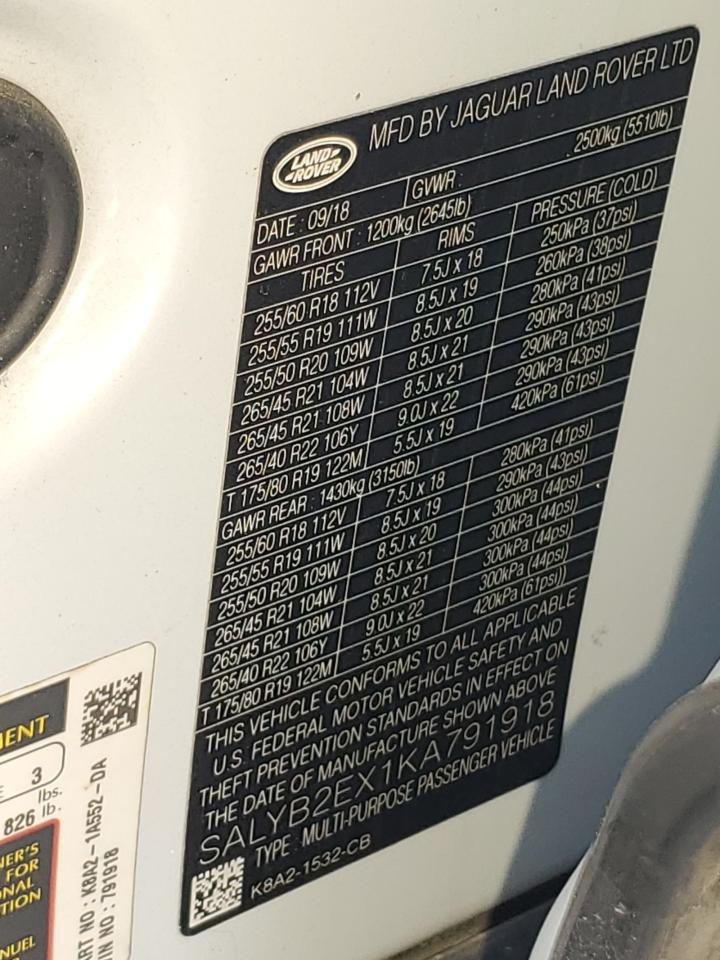 LAND-
-ROVER
MFD BY JAGUAR LAND ROVER LTD
DATE : 09/18 GVWR : 2500kg (5510lb)
GAWR FRONT : 1200kg (2645lb)
TIRES RIMS PRESSURE (COLD)
255/60 R18 112V 7.5J x 18 250kPa (37psi)
255/55 R19 111W 8.5J x 19 260kPa (38psi)
255/50 R20 109W 8.5J x 20 280kPa (41psi)
265/45 R21 104W 8.5J x 21 290kPa (43psi)
265/45 R21 108W 8.5J x 21 290kPa (43psi)
265/40 R22 106Y 9.0J x 22 290kPa (43psi)
T 175/80 R19 122M 5.5J x 19 420kPa (61psi)
GAWR REAR : 1430kg (3150lb)
255/60 R18 112V 7.5J x 18 280kPa (41psi)
255/55 R19 111W 8.5J x 19 290kPa (43psi)
255/50 R20 109W 8.5J x 20 300kPa (44psi)
265/45 R21 104W 8.5J x 21 300kPa (44psi)
265/45 R21 108W 8.5J x 21 300kPa (44psi)
265/40 R22 106Y 9.0J x 22 300kPa (44psi)
T 175/80 R19 122M 5.5J x 19 420kPa (61psi))
THIS VEHICLE CONFORMS TO ALL APPLICABLE
U.S. FEDERAL MOTOR VEHICLE SAFETY AND
THEFT PREVENTION STANDARDS IN EFFECT ON
THE DATE OF MANUFACTURE SHOWN ABOVE
SALYB2EX1KA791918
TYPE : MULTI-PURPOSE PASSENGER VEHICLE
K8A2-1532-CB
MENT
E 3
826 lbs.
lb.
NER'S
FOR
ONAL
TION
NUEL
ART NO : K8A2-1A552-DA
IN NO : 791918